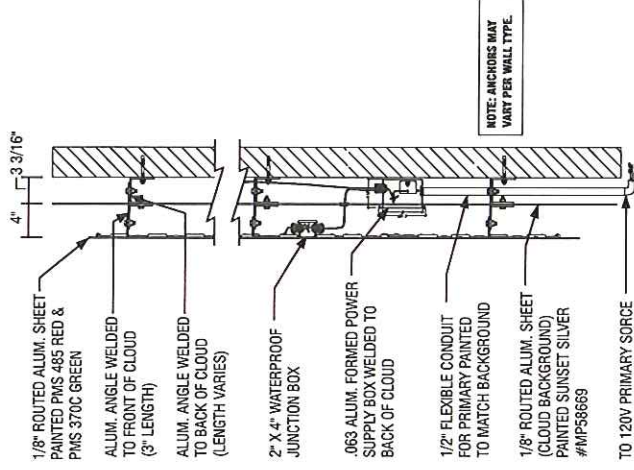 4"
3 3/16"
1/8" ROUTED ALUM. SHEET
PAINTED PMS 485 RED &
PMS 370C GREEN
ALUM. ANGLE WELDED
TO FRONT OF CLOUD
(3" LENGTH)
ALUM. ANGLE WELDED
TO BACK OF CLOUD
(LENGTH VARIES)
2" X 4" WATERPROOF
JUNCTION BOX
.063 ALUM. FORMED POWER
SUPPLY BOX WELDED TO
BACK OF CLOUD
1/2" FLEXIBLE CONDUIT
FOR PRIMARY PAINTED
TO MATCH BACKGROUND
1/8" ROUTED ALUM. SHEET
(CLOUD BACKGROUND)
PAINTED SUNSET SILVER
#MP58669
TO 120V PRIMARY SORCE
NOTE: ANCHORS MAY
VARY PER WALL TYPE.